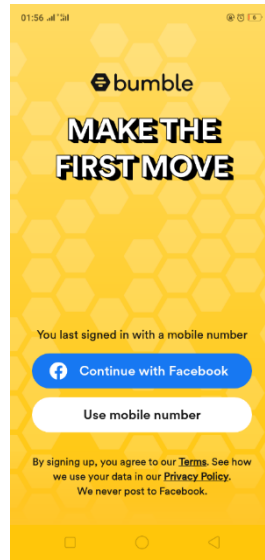 01:56
bumble
MAKE THE
FIRST MOVE
You last signed in with a mobile number
Continue with Facebook
Use mobile number
By signing up, you agree to our Terms. See how
we use your data in our Privacy Policy.
We never post to Facebook.